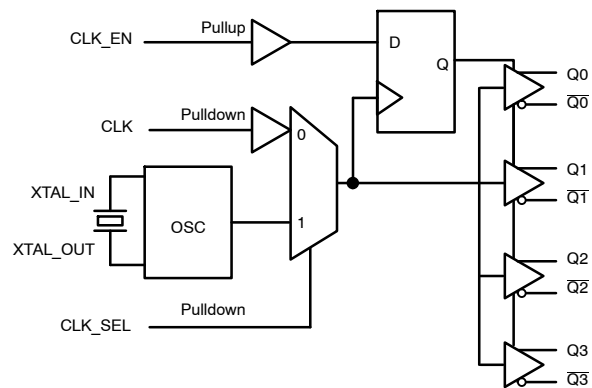 CLK_EN
Pullup
D
Q
Q0
Q0
CLK
Pulldown
0
Q1
Q1
XTAL_IN
OSC
1
XTAL_OUT
Q2
Q2
CLK_SEL
Pulldown
Q3
Q3